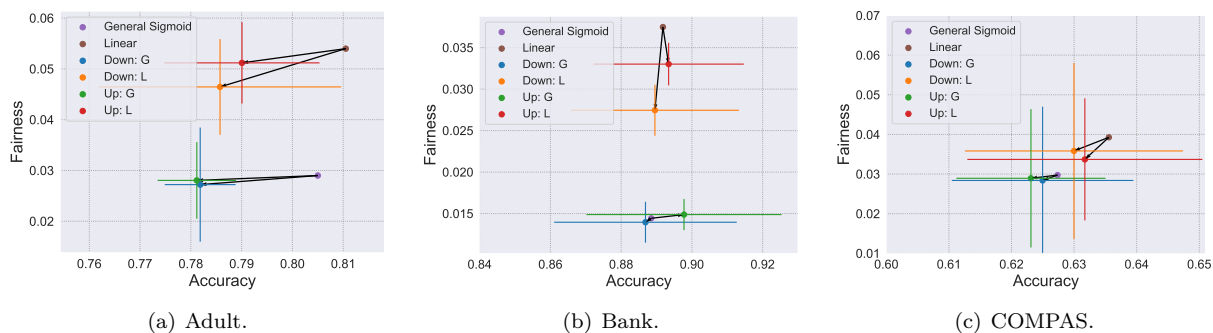 0.06
0.05
0.04
0.03
0.02
Fairness
General Sigmoid
Linear
Down: G
Down: L
Up: G
Up: L
0.76 0.77 0.78 0.79 0.80 0.81
Accuracy
(a) Adult.
0.035
0.030
0.025
0.020
0.015
Fairness
General Sigmoid
Linear
Down: G
Down: L
Up: G
Up: L
0.84 0.86 0.88 0.90 0.92
Accuracy
(b) Bank.
0.07
0.06
0.05
0.04
0.03
0.02
0.01
Fairness
General Sigmoid
Linear
Down: G
Down: L
Up: G
Up: L
0.60 0.61 0.62 0.63 0.64 0.65
Accuracy
(c) COMPAS.